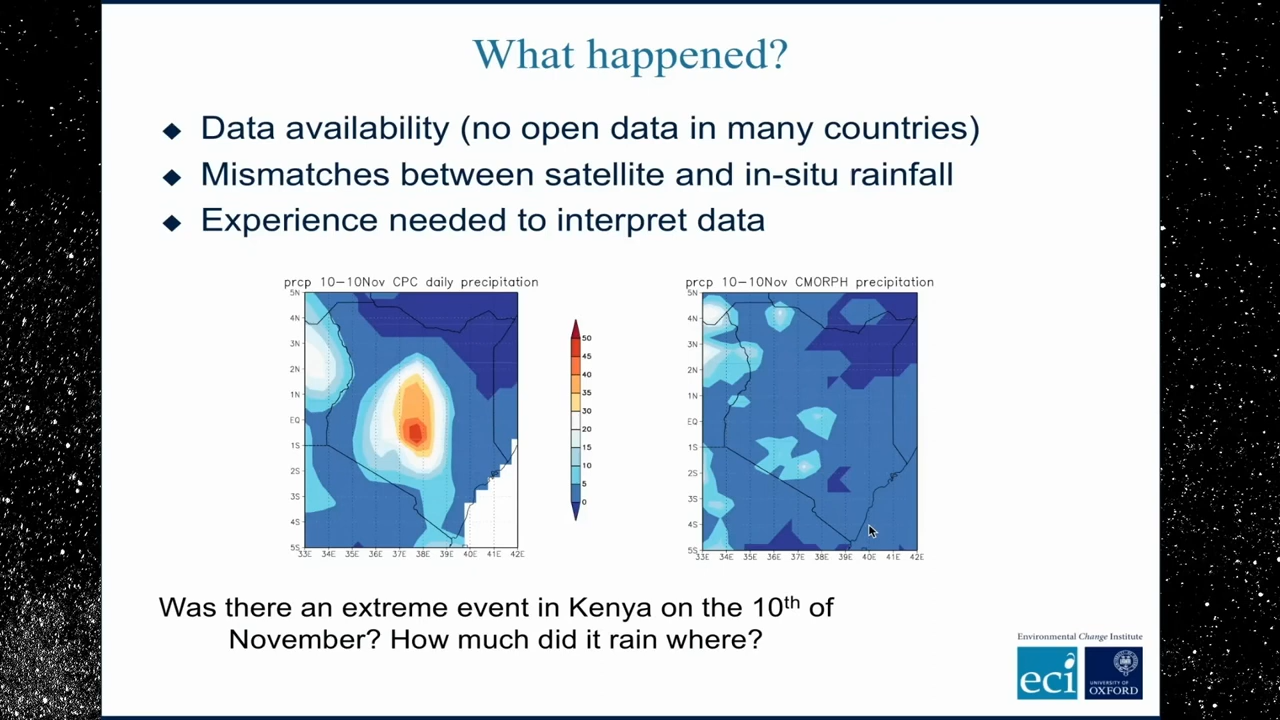 What happened?
Data availability (no open data in many countries)
Mismatches between satellite and in-situ rainfall
Experience needed to interpret data
prcp 10-10Nov CPC daily precipitation
5N
4N
3N
2N
1N
EQ
1S
2S
3S
4S
5S
33E 34E 35E 36E 37E 38E 39E 40E 41E 42E
50
45
40
35
30
20
15
10
5
0
prcp 10-10Nov CMORPH precipitation
5N
4N
3N
2N
1N
EQ
1S
2S
3S
4S
5S
33E 34E 35E 36E 37E 38E 39E 40E 41E 42E
Was there an extreme event in Kenya on the 10th of
November? How much did it rain where?
Environmental Change Institute
eci
UNIVERSITY OF
OXFORD